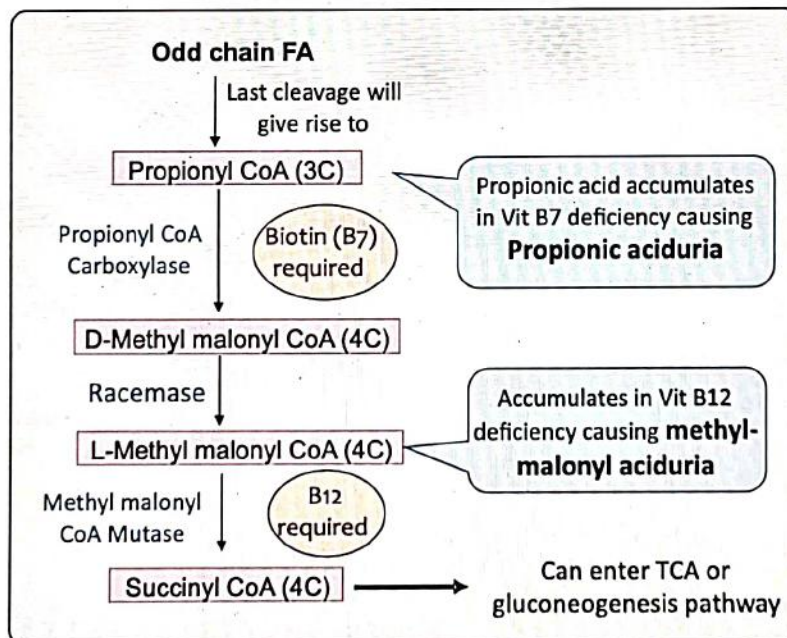 Odd chain FA
Last cleavage will
give rise to
Propionyl CoA (3C)
Propionic acid accumulates
in Vit B7 deficiency causing
Propionic aciduria
Propionyl CoA
Carboxylase
Biotin (B7)
required
D-Methyl malonyl CoA (4C)
Racemase
Accumulates in Vit B12
deficiency causing methyl-
malonyl aciduria
L-Methyl malonyl CoA (4C)
Methyl malonyl
CoA Mutase
B12
required
Succinyl CoA (4C)
Can enter TCA or
gluconeogenesis pathway